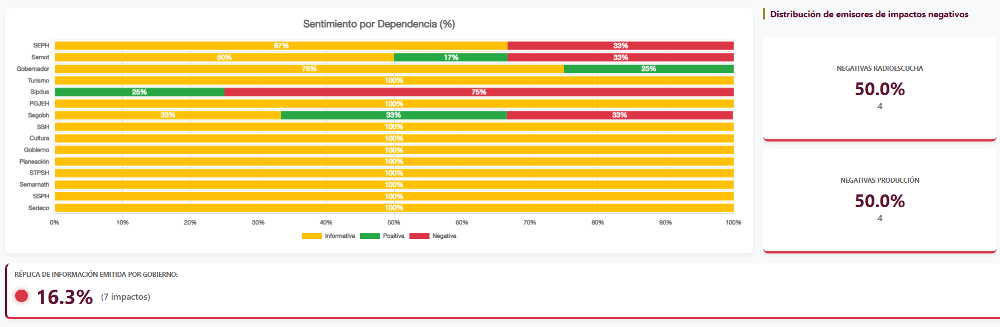 Sentimiento por Dependencia (%)
SEPH 67% 33%
Semot 50% 17% 33%
Gobernador 75% 25%
Turismo 100%
Sipdus 25% 75%
PGJEH 100%
Segobh 33% 33% 33%
SSH 100%
Cultura 100%
Gobierno 100%
Planeación 100%
STPSH 100%
Semarnath 100%
SSPH 100%
Sedeco 100%
0% 10% 20% 30% 40% 50% 60% 70% 80% 90% 100%
Informativa Positiva Negativa
Distribución de emisores de impactos negativos
NEGATIVAS RADIOESCUCHA
50.0%
4
NEGATIVAS PRODUCCIÓN
50.0%
4
RÉPLICA DE INFORMACIÓN EMITIDA POR GOBIERNO:
16.3% (7 impactos)